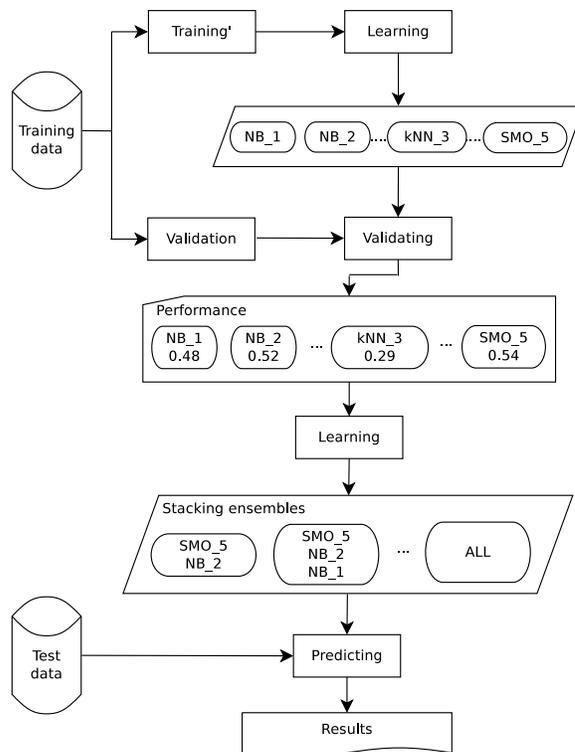 Training'
Learning
Training
data
NB_1
NB_2
....
kNN_3
....
SMO_5
Validation
Validating
Performance
NB_1
0.48
NB_2
0.52
...
kNN_3
0.29
...
SMO_5
0.54
Learning
Stacking ensembles
SMO_5
NB_2
SMO_5
NB_2
NB_1
...
ALL
Test
data
Predicting
Results